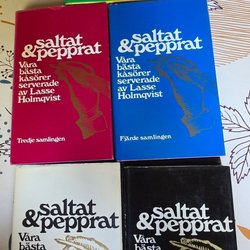 saltat
&pepprat
Våra
bästa
kåsörer
serverade
av Lasse
Holmqvist
Tredje samlingen
saltat
&pepprat
Våra
bästa
kåsörer
serverade
av Lasse
Holmqvist
Fjärde samlingen
saltat
&pepprat
Våra
bästa
saltat
&pepprat
Våra
bästa